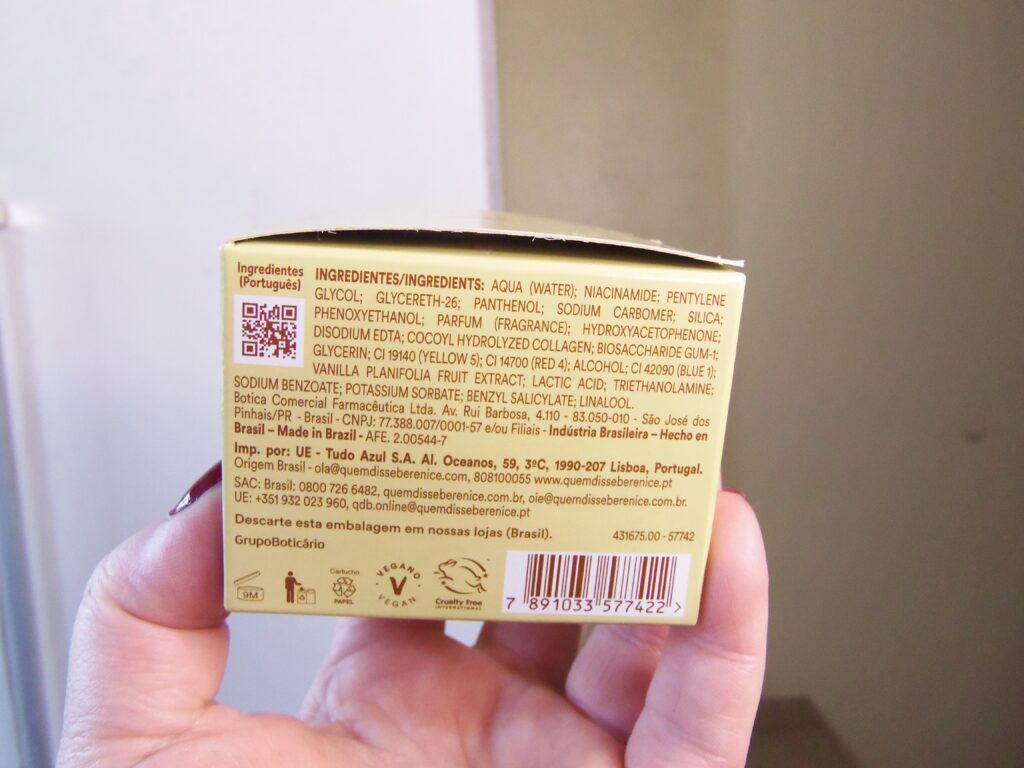 Ingredientes
(Português)
INGREDIENTES/INGREDIENTS: AQUA (WATER); NIACINAMIDE; PENTYLENE
GLYCOL; GLYCERETH-26; PANTHENOL; SODIUM CARBOMER; SILICA;
PHENOXYETHANOL; PARFUM (FRAGRANCE); HYDROXYACETOPHENONE;
DISODIUM EDTA; COCOYL HYDROLYZED COLLAGEN; BIOSACCHARIDE GUM-1;
GLYCERIN; CI 19140 (YELLOW 5); CI 14700 (RED 4); ALCOHOL; CI 42090 (BLUE 1);
VANILLA PLANIFOLIA FRUIT EXTRACT; LACTIC ACID; TRIETHANOLAMINE;
SODIUM BENZOATE; POTASSIUM SORBATE; BENZYL SALICYLATE; LINALOOL.
Botica Comercial Farmacêutica Ltda. Av. Rui Barbosa, 4.110 - 83.050-010 - São José dos
Pinhais/PR - Brasil - CNPJ: 77.388.007/0001-57 e/ou Filiais - Indústria Brasileira – Hecho en
Brasil – Made in Brazil - AFE. 2.00544-7
Imp. por: UE - Tudo Azul S.A. Al. Oceanos, 59, 3ºC, 1990-207 Lisboa, Portugal.
Origem Brasil - ola@quemdisseberenice.com, 808100055 www.quemdisseberenice.pt
SAC: Brasil: 0800 726 6482, quemdisseberenice.com.br, oie@quemdisseberenice.com.br.
UE: +351 932 023 960, qdb.online@quemdisseberenice.pt
Descarte esta embalagem em nossas lojas (Brasil).
431675.00 - 57742
GrupoBoticário
9M
Cartucho
PAPEL
VEGANO
V
VEGAN
Cruelty Free
INTERNATIONAL
7 891033 577422 >